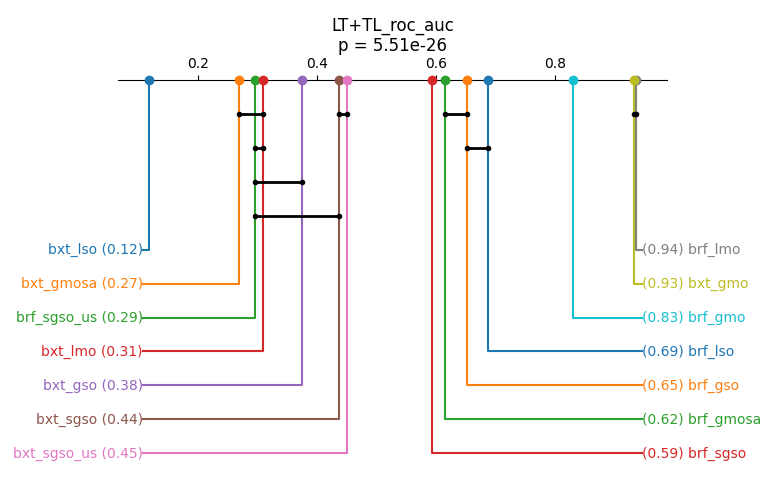 LT+TL_roc_auc
p = 5.51e-26
0.2 0.4 0.6 0.8
bxt_lso (0.12) (0.94) brf_lmo
bxt_gmosa (0.27) (0.93) bxt_gmo
brf_sgso_us (0.29) (0.83) brf_gmo
bxt_lmo (0.31) (0.69) brf_lso
bxt_gso (0.38) (0.65) brf_gso
bxt_sgso (0.44) (0.62) brf_gmosa
bxt_sgso_us (0.45) (0.59) brf_sgso